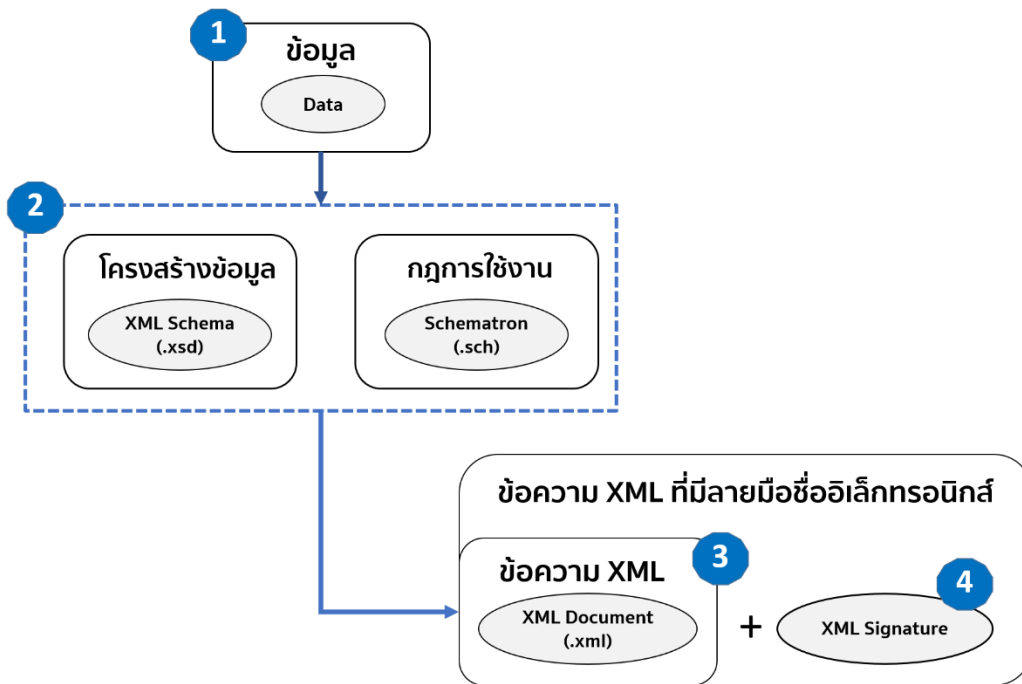 1
ข้อมูล
Data
2
โครงสร้างข้อมูล
XML Schema
(.xsd)
กฎการใช้งาน
Schematron
(.sch)
ข้อความ XML ที่มีลายมือชื่ออิเล็กทรอนิกส์
3
ข้อความ XML
XML Document
(.xml)
+
4
XML Signature